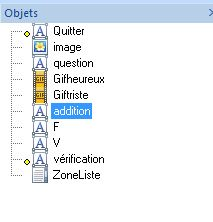 Objets
Quitter
image
question
Gifheureux
Giftriste
addition
F
V
vérification
ZoneListe